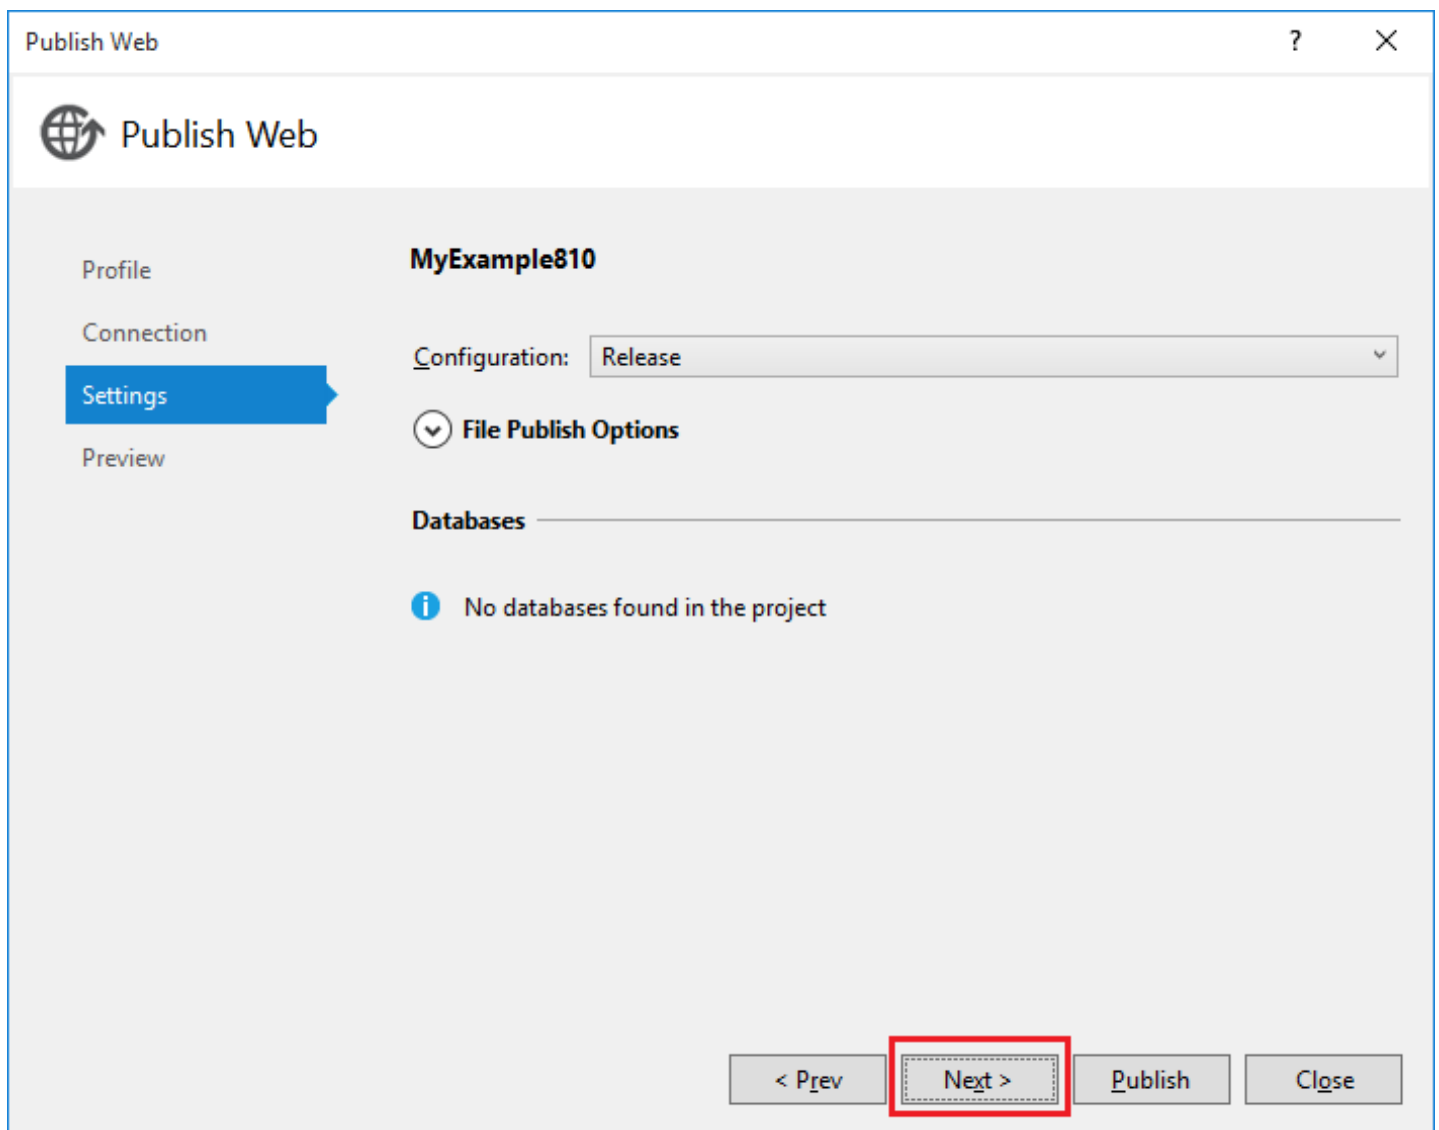 Publish Web
?
Publish Web
Profile
Connection
Settings
Preview
MyExample810
Configuration: Release
File Publish Options
Databases
No databases found in the project
< Prev
Next >
Publish
Close